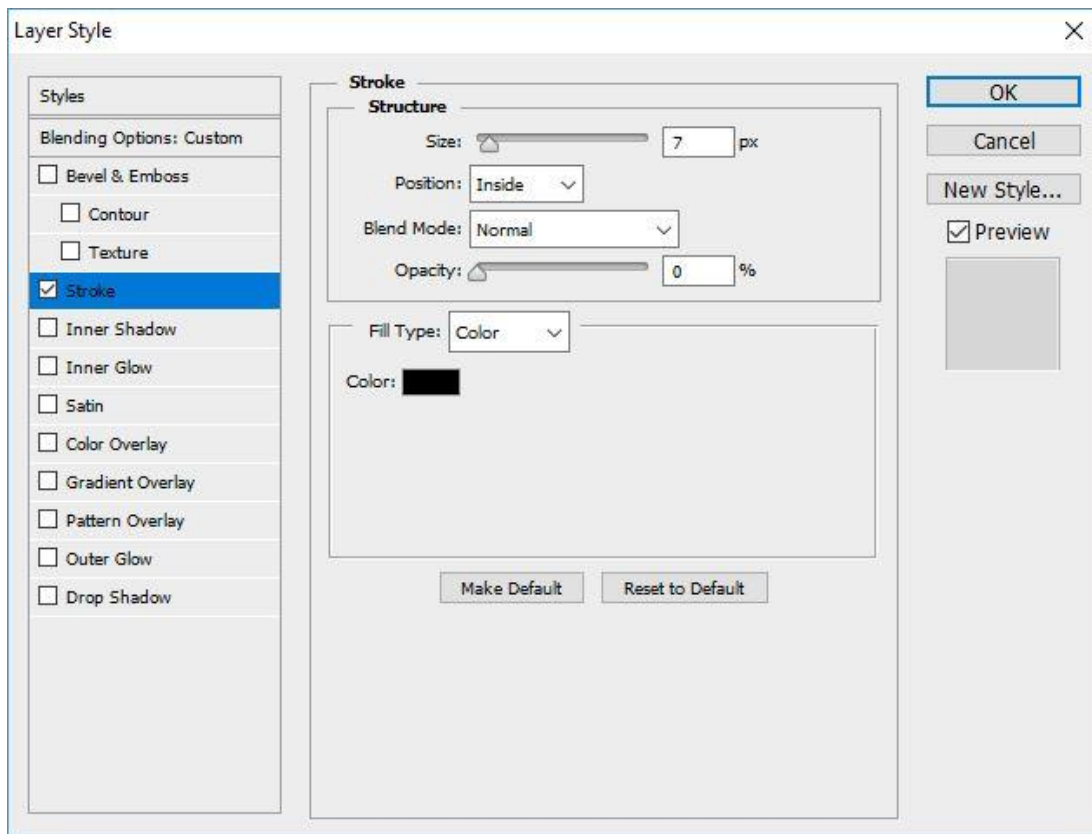 Layer Style
Styles
Blending Options: Custom
Bevel & Emboss
Contour
Texture
Stroke
Inner Shadow
Inner Glow
Satin
Color Overlay
Gradient Overlay
Pattern Overlay
Outer Glow
Drop Shadow
Stroke
Structure
Size: 7 px
Position: Inside
Blend Mode: Normal
Opacity: 0 %
Fill Type: Color
Color:
Make Default Reset to Default
OK
Cancel
New Style...
Preview